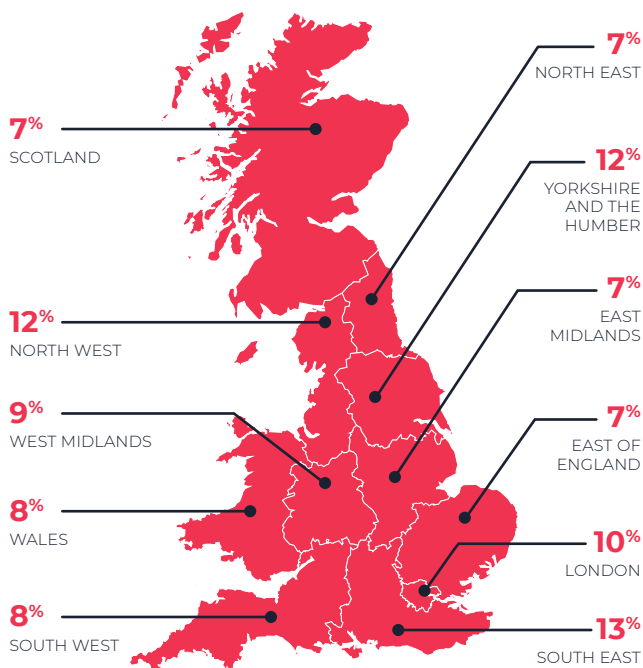 7%
SCOTLAND
12%
NORTH WEST
9%
WEST MIDLANDS
8%
WALES
8%
SOUTH WEST
7%
NORTH EAST
12%
YORKSHIRE
AND THE
HUMBER
7%
EAST
MIDLANDS
7%
EAST OF
ENGLAND
10%
LONDON
13%
SOUTH EAST